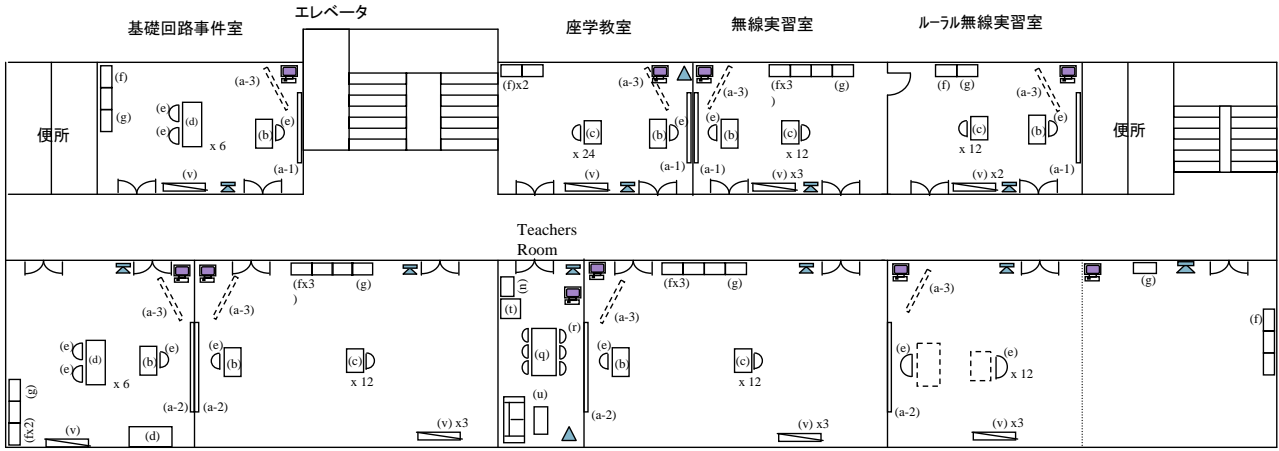 エレベータ
基礎回路事件室
座学教室
無線実習室
ルーラル無線実習室
便所
(f)
(g)
(e)
(e)
(d)
x 6
(a-3)
(b)
(e)
(a-1)
(v)
(f)x2
(c)
x 24
(a-3)
(e)
(b)
(a-1)
(v)
(a-3)
(e)
(b)
(a-1)
(fx3
)
(g)
(c)
x 12
(v) x3
(f)
(g)
(c)
x 12
(a-3)
(e)
(b)
(a-1)
(v) x2
便所
Teachers
Room
(a-3)
(e)
(e)
(d)
x 6
(b)
(e)
(a-2)
(g)
(fx2)
(v)
(d)
(a-3)
(fx3
)
(g)
(e)
(b)
(c)
x 12
(a-2)
(v) x3
(u)
(t)
(r)
(q)
(u)
(a-3)
(fx3)
(g)
(e)
(b)
(c)
x 12
(a-2)
(v) x3
(a-3)
(e)
(e)
x 12
(a-2)
(v) x3
(g)
(f)